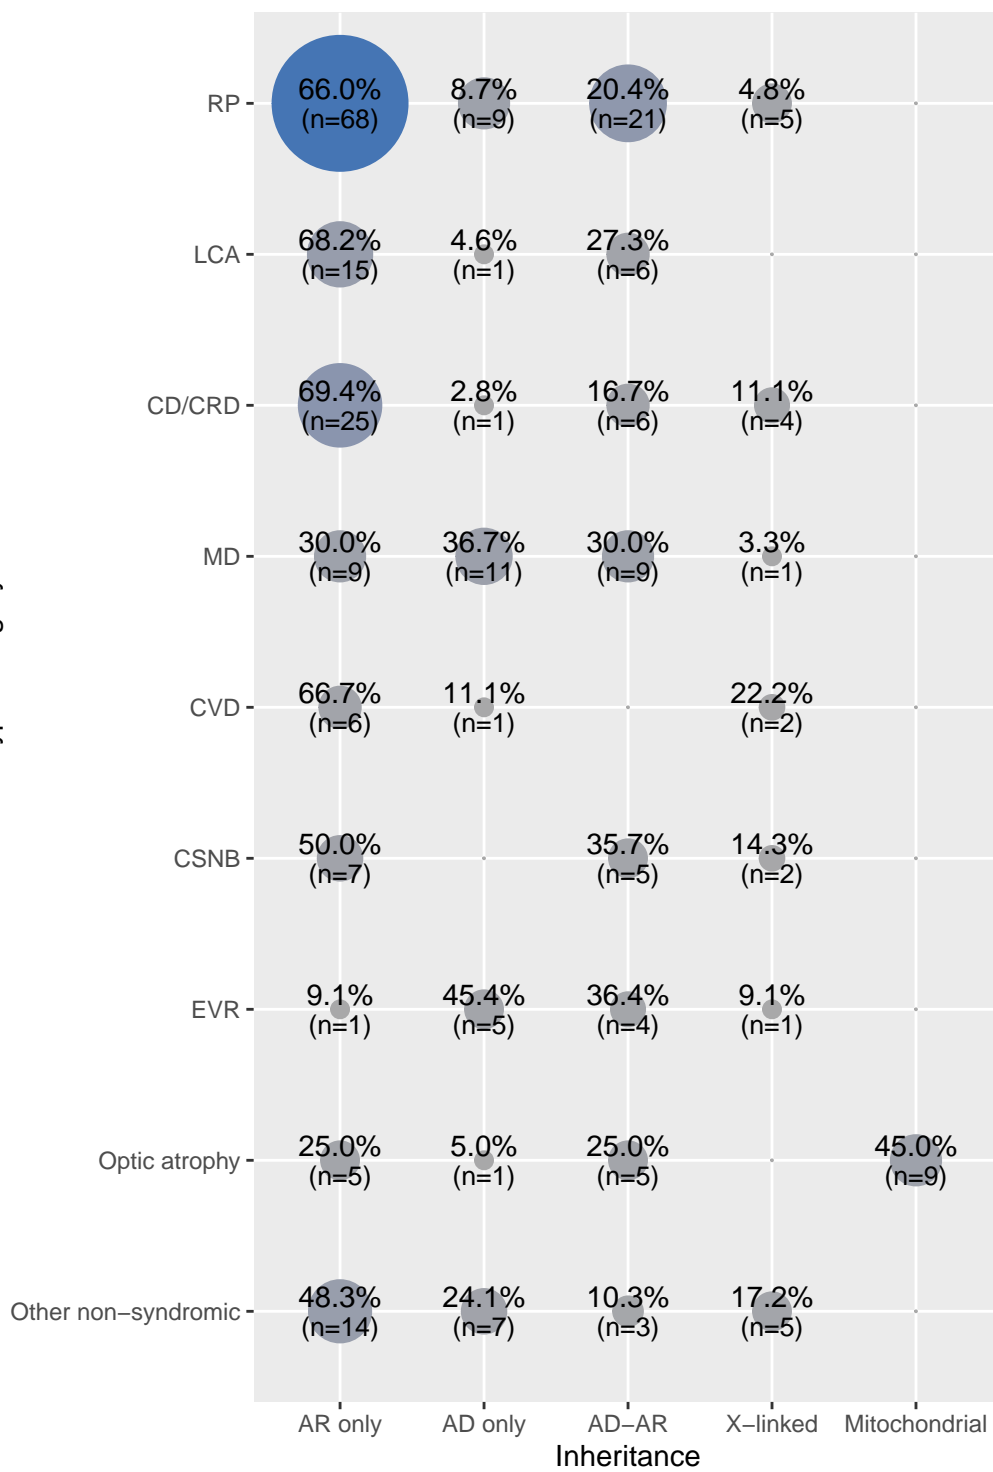 66.0% 8.7% 20.4% 4.8%
RP
(n=68) (n=9) (n=21) (n=5)
68.2% 4.6% 27.3%
LCA
(n=15) (n=1) (n=6)
69.4% 2.8% 16.7% 11.1%
CD/CRD
(n=25) (n=1) (n=6) (n=4)
30.0% 36.7% 30.0% 3.3%
MD
(n=9) (n=11) (n=9) (n=1)
66.7% 11.1% 22.2%
CVD
(n=6) (n=1) (n=2)
50.0% 35.7% 14.3%
CSNB
(n=7) (n=5) (n=2)
9.1% 45.4% 36.4% 9.1%
EVR
(n=1) (n=5) (n=4) (n=1)
25.0% 5.0% 25.0% 45.0%
Optic atrophy
(n=5) (n=1) (n=5) (n=9)
48.3% 24.1% 10.3% 17.2%
Other non−syndromic
(n=14) (n=7) (n=3) (n=5)
AR only AD only AD−AR X−linked Mitochondrial
Inheritance